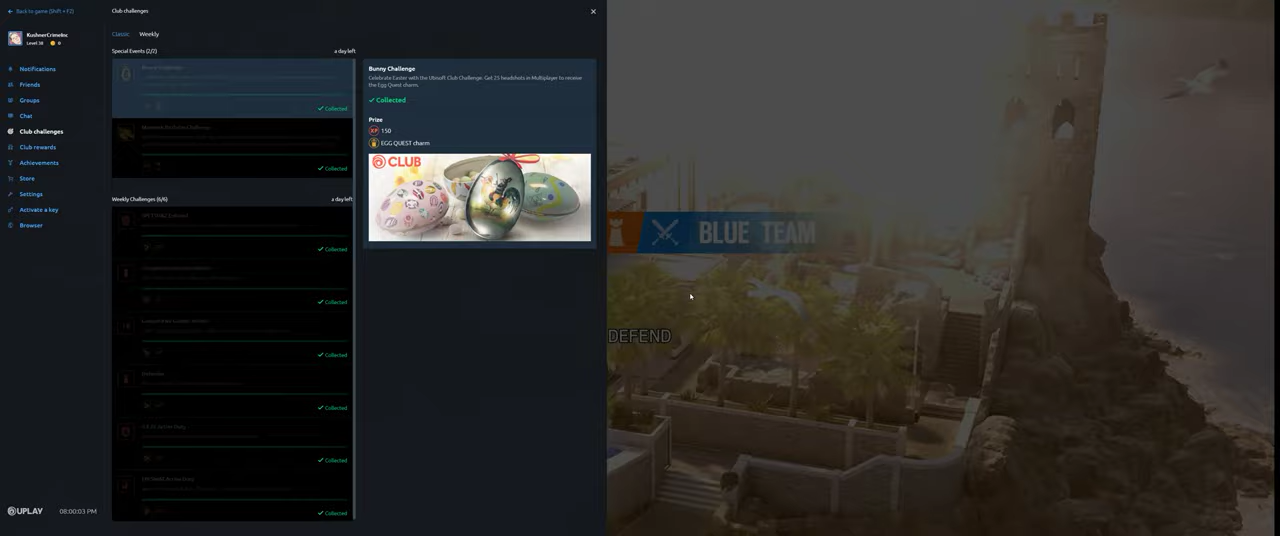 Back to game (Shift + F2)
KushnerCrimeInc
Level 38 0
Notifications
Friends
Groups
Chat
Club challenges
Club rewards
Achievements
Store
Settings
Activate a key
Browser
UPLAY 08:00:03 PM
Club challenges
Classic Weekly
Special Events (2/2) a day left
Collected
Collected
Weekly Challenges (6/6) a day left
Collected
Collected
Collected
Collected
Collected
Collected
Bunny Challenge
Celebrate Easter with the Ubisoft Club Challenge. Get 25 headshots in Multiplayer to receive
the Egg Quest charm.
Collected
Prize
XP 150
EGG QUEST charm
CLUB
BLUE TEAM
DEFEND